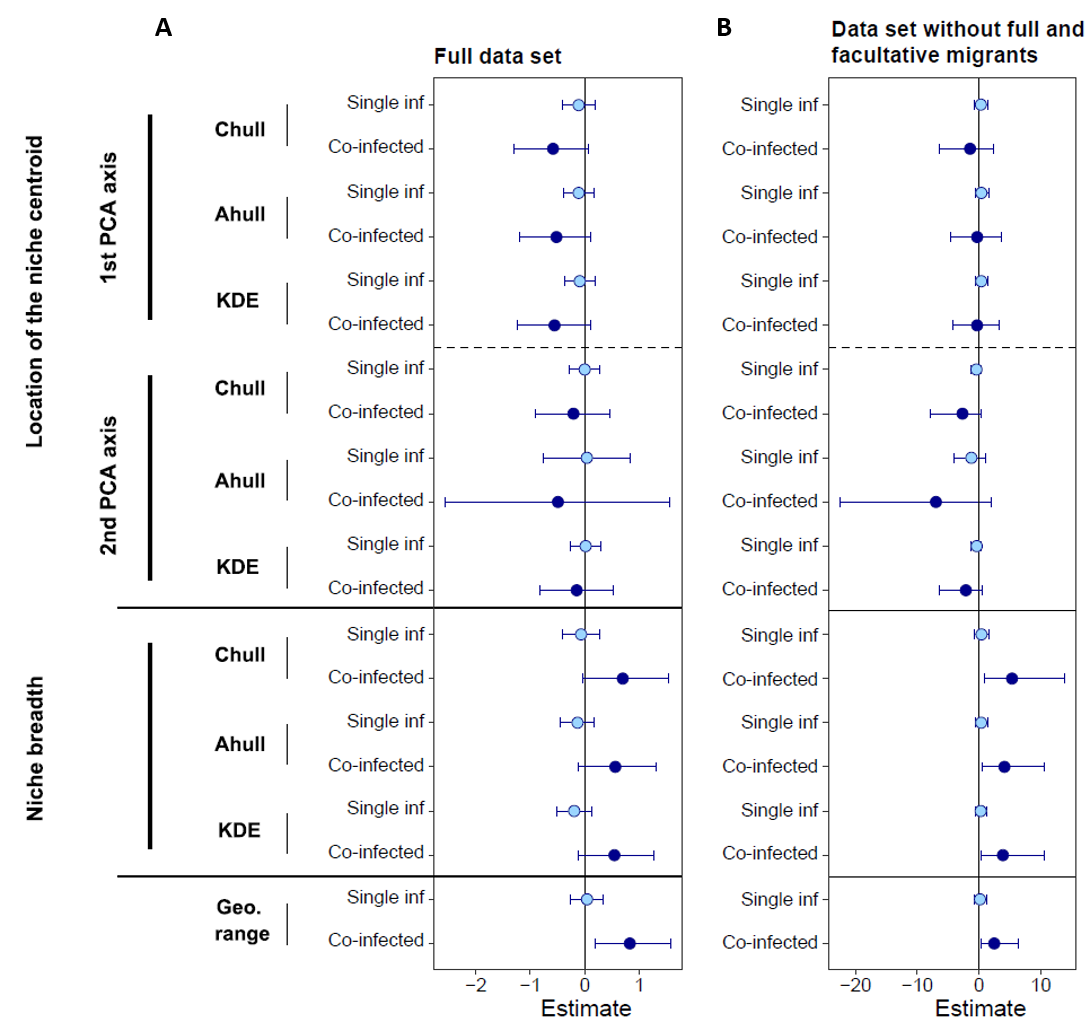 A
B
Full data set
Data set without full and
facultative migrants
Location of the niche centroid
1st PCA axis
Chull
Single inf
Co-infected
Ahull
Single inf
Co-infected
KDE
Single inf
Co-infected
2nd PCA axis
Chull
Single inf
Co-infected
Ahull
Single inf
Co-infected
KDE
Single inf
Co-infected
Niche breadth
Chull
Single inf
Co-infected
Ahull
Single inf
Co-infected
KDE
Single inf
Co-infected
Geo.
range
Single inf
Co-infected
−2 −1 0 1
Estimate
Single inf
Co-infected
Single inf
Co-infected
Single inf
Co-infected
Single inf
Co-infected
Single inf
Co-infected
Single inf
Co-infected
Single inf
Co-infected
Single inf
Co-infected
Single inf
Co-infected
Single inf
Co-infected
−20 −10 0 10
Estimate